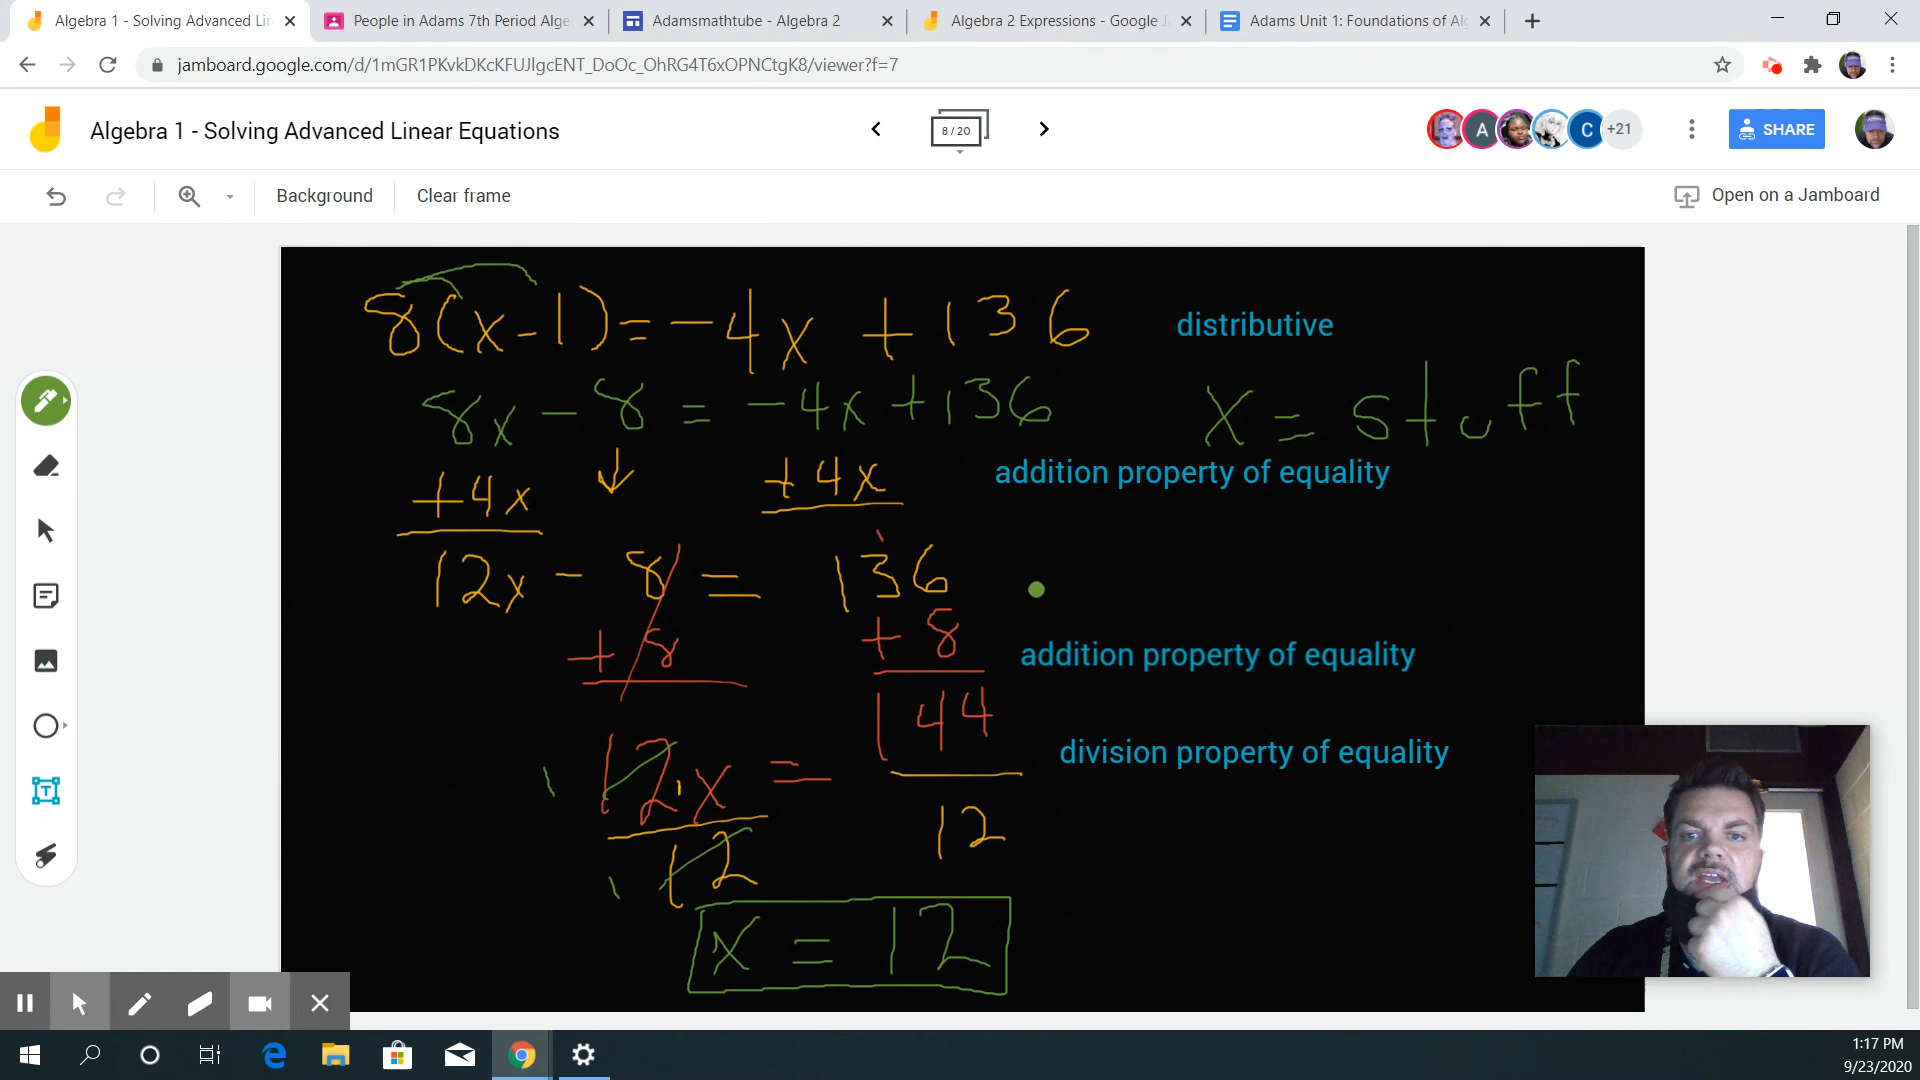 Algebra 1 - Solving Advanced Lin
People in Adams 7th Period Alge
Adamsmathtube - Algebra 2
Algebra 2 Expressions - Google J
Adams Unit 1: Foundations of Alg
jamboard.google.com/d/1mGR1PKvkDKcKFUJlgcENT_DoOc_OhRG4T6xOPNCtgK8/viewer?f=7
Algebra 1 - Solving Advanced Linear Equations
8 / 20
A
C
+21
SHARE
Background
Clear frame
Open on a Jamboard
8(x-1)=-4x+136
distributive
8x-8=-4x+136
x = stuff
+4x +4x
addition property of equality
12x - 8 = 136
+ 8 + 8
addition property of equality
144
12x =
division property of equality
12 12
x = 12
1:17 PM
9/23/2020